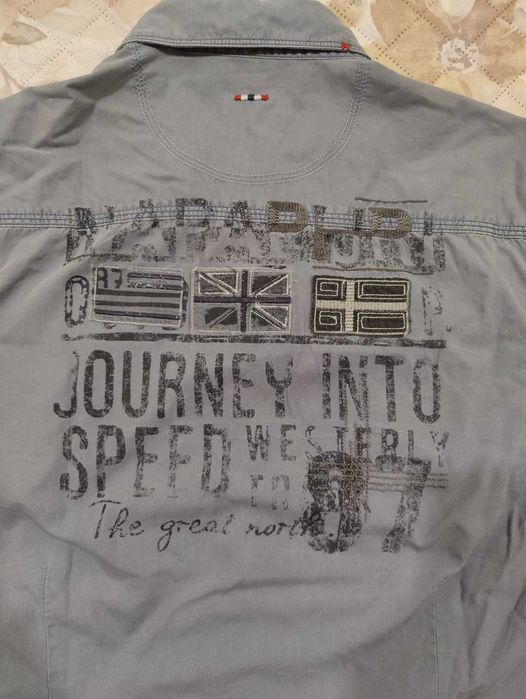 NAPAPIJRI
87
JOURNEY INTO
SPEED WESTERLY
87
The great north